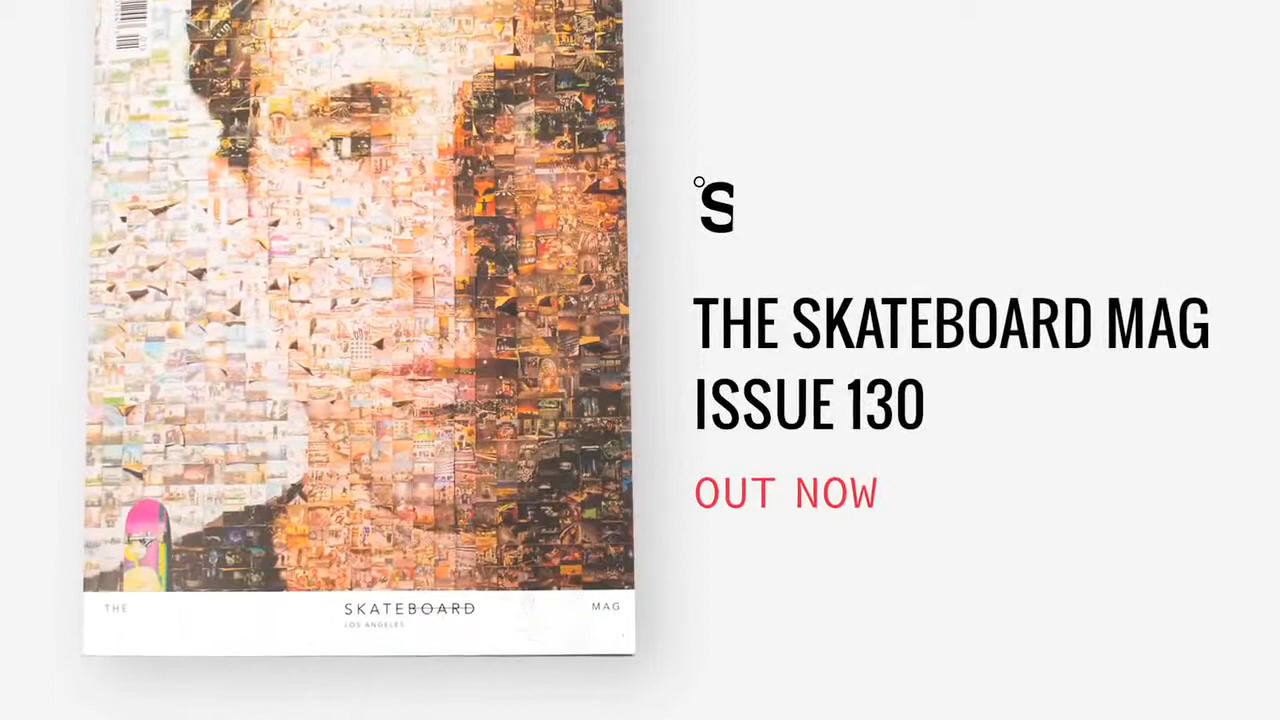 °S
THE SKATEBOARD MAG
ISSUE 130
OUT NOW
THE SKATEBOARD MAG
LOS ANGELES